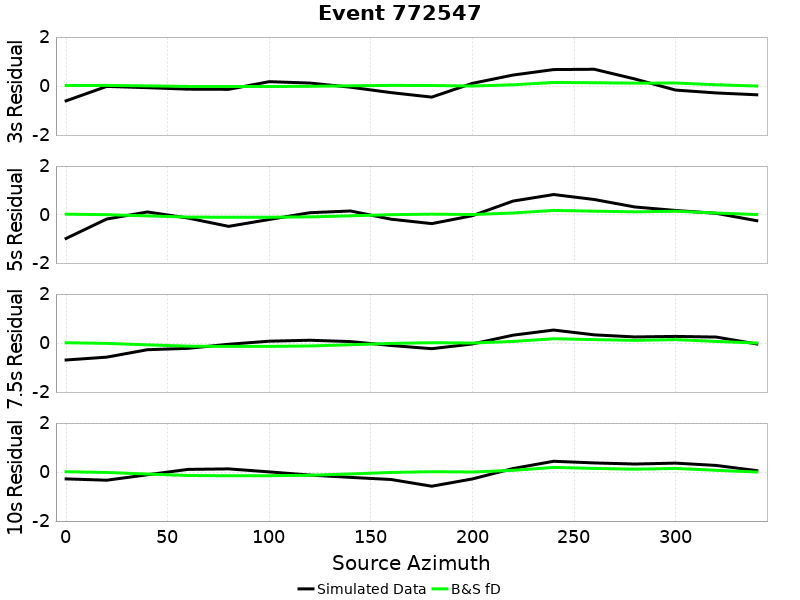 Event 772547
3s Residual
2
0
-2
5s Residual
2
0
-2
7.5s Residual
2
0
-2
10s Residual
2
0
-2
0 50 100 150 200 250 300
Source Azimuth
Simulated Data B&S fD